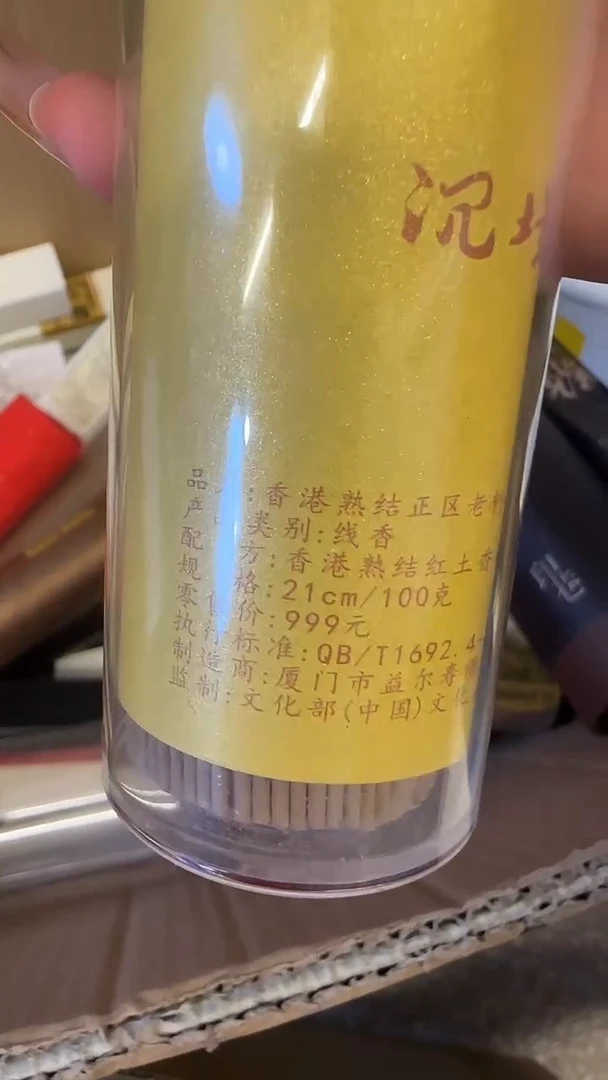 沉
品 : 香港熟结正区老料
产 类别: 线香
配 方: 香港熟结红土香
规 格: 21cm/100克
零售价: 999元
执行标准: QB/T1692.4-
制造商: 厦门市益尔寿
监制: 文化部(中国)文化